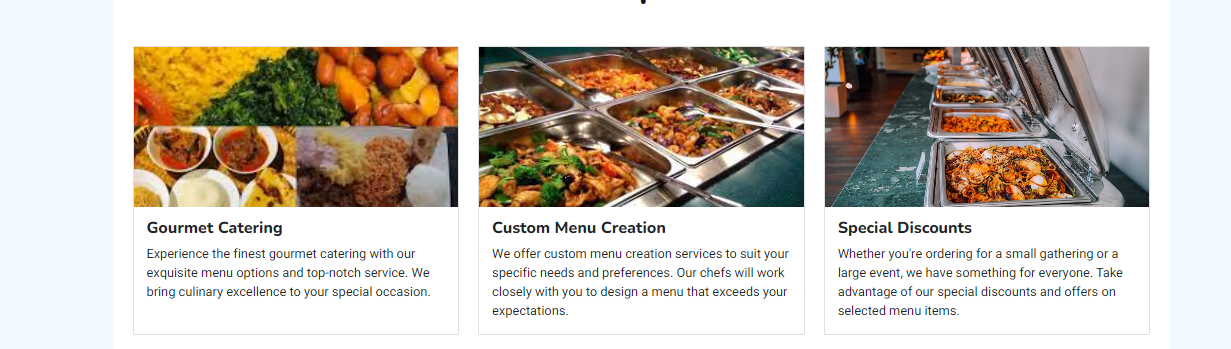 Gourmet Catering
Experience the finest gourmet catering with our
exquisite menu options and top-notch service. We
bring culinary excellence to your special occasion.
Custom Menu Creation
We offer custom menu creation services to suit your
specific needs and preferences. Our chefs will work
closely with you to design a menu that exceeds your
expectations.
Special Discounts
Whether you're ordering for a small gathering or a
large event, we have something for everyone. Take
advantage of our special discounts and offers on
selected menu items.